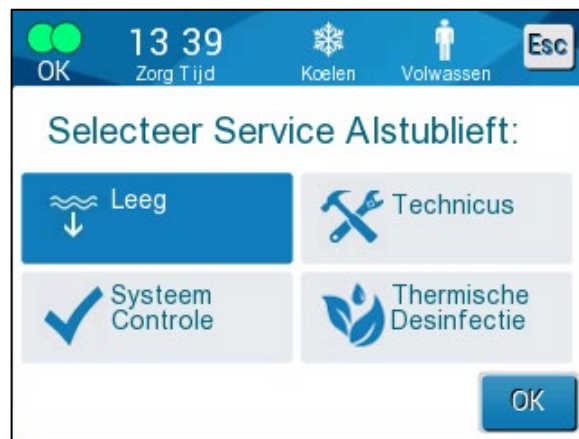 13 39
Esc
OK
Zorg Tijd
Koelen
Volwassen
Selecteer Service Alstublieft:
Leeg
Technicus
Systeem
Controle
Thermische
Desinfectie
OK